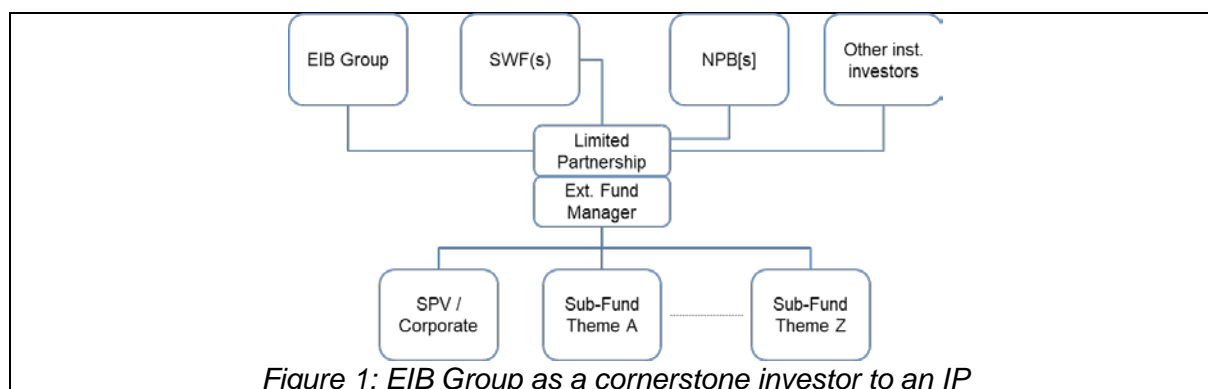 EIB Group
SWF(s)
NPB[s]
Other inst.
investors
Limited
Partnership
Ext. Fund
Manager
SPV /
Corporate
Sub-Fund
Theme A
Sub-Fund
Theme Z
Figure 1: EIB Group as a cornerstone investor to an IP